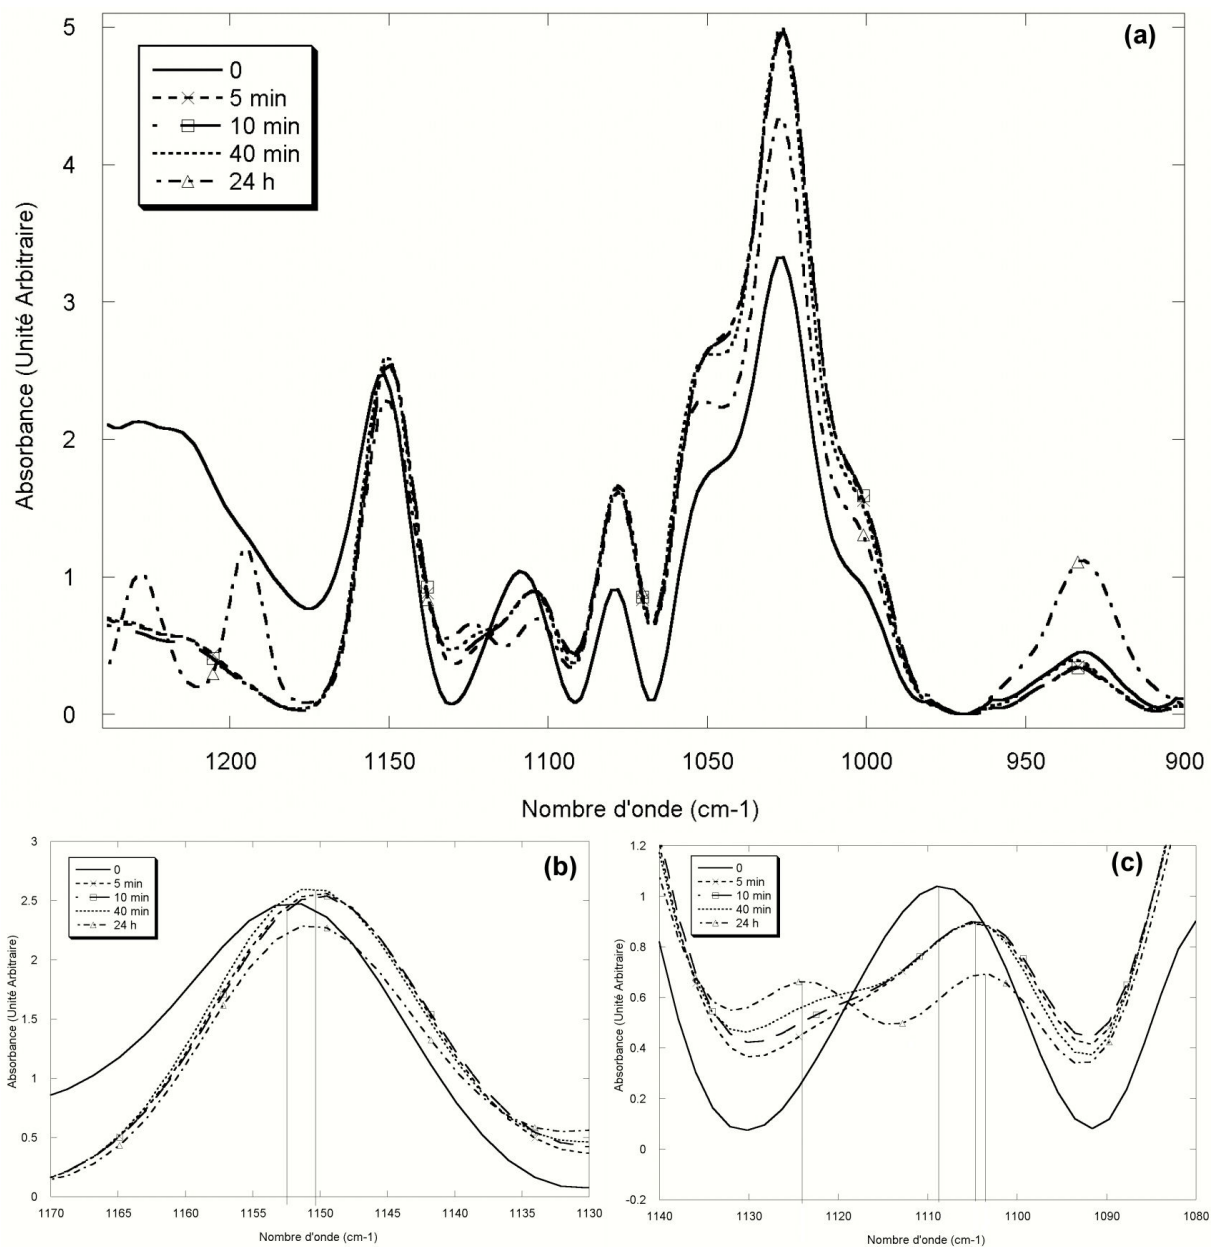 (a)
0
5 min
10 min
40 min
24 h
5
4
3
2
1
0
Absorbance (Unité Arbitraire)
1200 1150 1100 1050 1000 950 900
Nombre d'onde (cm-1)
(b)
0
5 min
10 min
40 min
24 h
3
2.5
2
1.5
1
0.5
0
Absorbance (Unité Arbitraire)
1170 1165 1160 1155 1150 1145 1140 1135 1130
Nombre d'onde (cm-1)
(c)
0
5 min
10 min
40 min
24 h
1.2
1
0.8
0.6
0.4
0.2
0
-0.2
Absorbance (Unité Arbitraire)
1140 1130 1120 1110 1100 1090 1080
Nombre d'onde (cm-1)